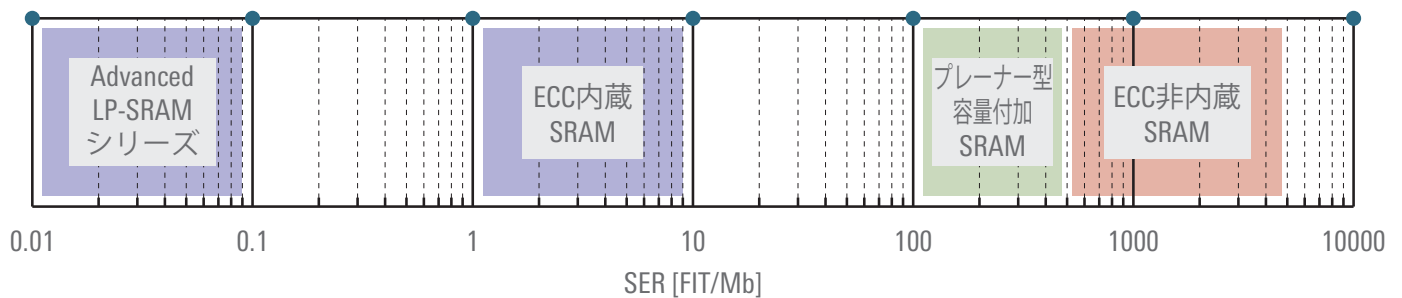 Advanced
LP-SRAM
シリーズ
ECC内蔵
SRAM
プレーナー型
容量付加
SRAM
ECC非内蔵
SRAM
0.01
0.1
1
10
100
1000
10000
SER [FIT/Mb]